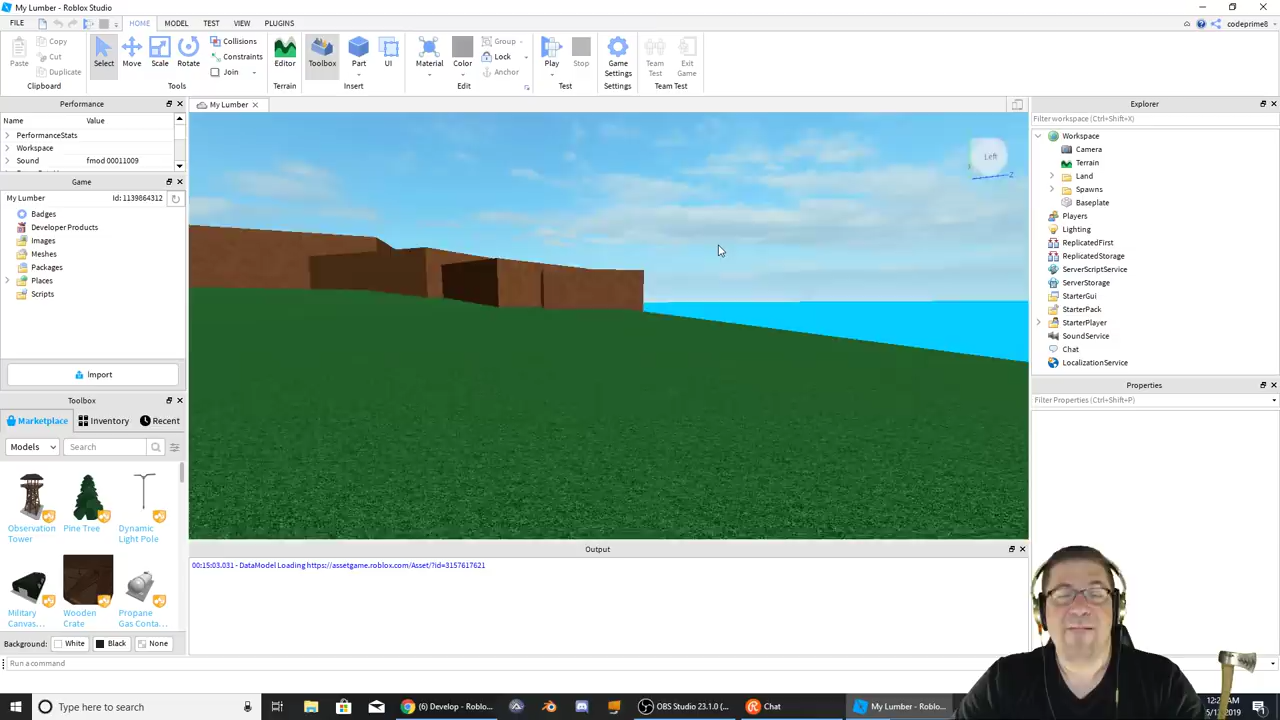 My Lumber - Roblox Studio
FILE HOME MODEL TEST VIEW PLUGINS codeprime8
Paste Copy Cut Duplicate Select Move Scale Rotate Collisions Constraints Join Editor Toolbox Part UI Material Color Group Lock Anchor Play Stop Game Settings Team Test Exit Game
Clipboard Tools Terrain Insert Edit Test Settings Team Test
Performance
Name Value
PerformanceStats
Workspace
Sound fmod 00011009
Game
My Lumber Id: 1139864312
Badges
Developer Products
Images
Meshes
Packages
Places
Scripts
Import
Toolbox
Marketplace Inventory Recent
Models Search
Observation Tower
Pine Tree
Dynamic Light Pole
Military Canvas...
Wooden Crate
Propane Gas Conta...
Background: White Black None
Run a command
My Lumber
Left
Output
00:15:03.031 - DataModel Loading https://assetgame.roblox.com/Asset/?id=3157617621
Explorer
Filter workspace (Ctrl+Shift+X)
Workspace
Camera
Terrain
Land
Spawns
Baseplate
Players
Lighting
ReplicatedFirst
ReplicatedStorage
ServerScriptService
ServerStorage
StarterGui
StarterPack
StarterPlayer
SoundService
Chat
LocalizationService
Properties
Filter Properties (Ctrl+Shift+P)
Type here to search
(6) Develop - Roblo...
OBS Studio 23.1.0 (...
Chat
My Lumber - Roblo...